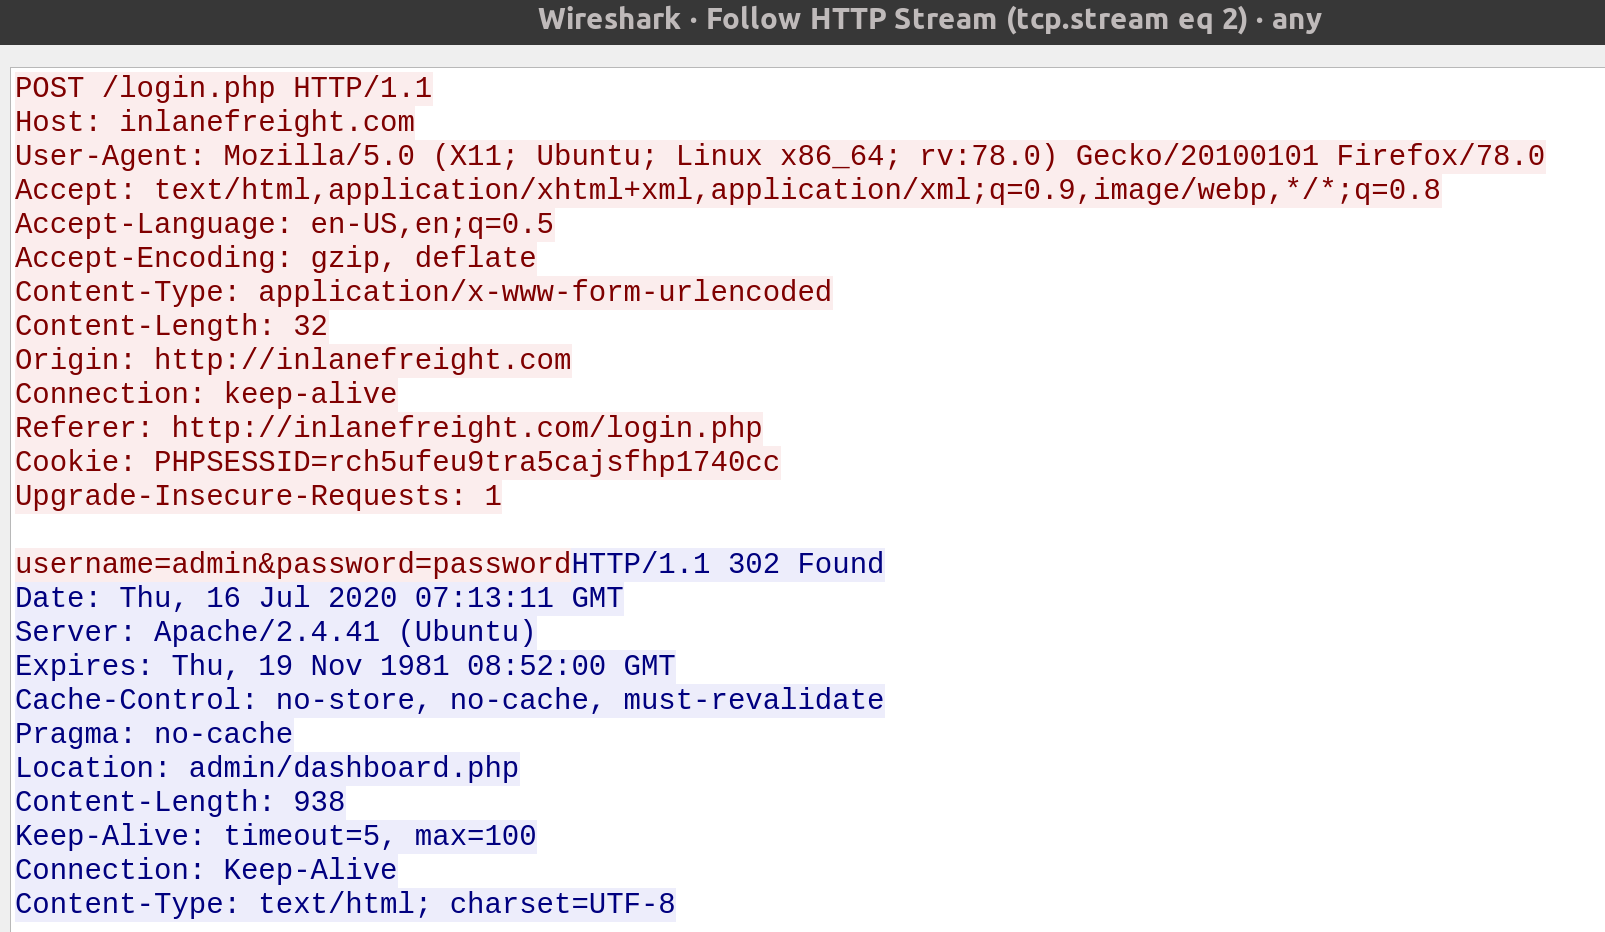 Wireshark · Follow HTTP Stream (tcp.stream eq 2) · any
POST /login.php HTTP/1.1
Host: inlanefreight.com
User-Agent: Mozilla/5.0 (X11; Ubuntu; Linux x86_64; rv:78.0) Gecko/20100101 Firefox/78.0
Accept: text/html,application/xhtml+xml,application/xml;q=0.9,image/webp,*/*;q=0.8
Accept-Language: en-US,en;q=0.5
Accept-Encoding: gzip, deflate
Content-Type: application/x-www-form-urlencoded
Content-Length: 32
Origin: http://inlanefreight.com
Connection: keep-alive
Referer: http://inlanefreight.com/login.php
Cookie: PHPSESSID=rch5ufeu9tra5cajsfhp1740cc
Upgrade-Insecure-Requests: 1
username=admin&password=passwordHTTP/1.1 302 Found
Date: Thu, 16 Jul 2020 07:13:11 GMT
Server: Apache/2.4.41 (Ubuntu)
Expires: Thu, 19 Nov 1981 08:52:00 GMT
Cache-Control: no-store, no-cache, must-revalidate
Pragma: no-cache
Location: admin/dashboard.php
Content-Length: 938
Keep-Alive: timeout=5, max=100
Connection: Keep-Alive
Content-Type: text/html; charset=UTF-8